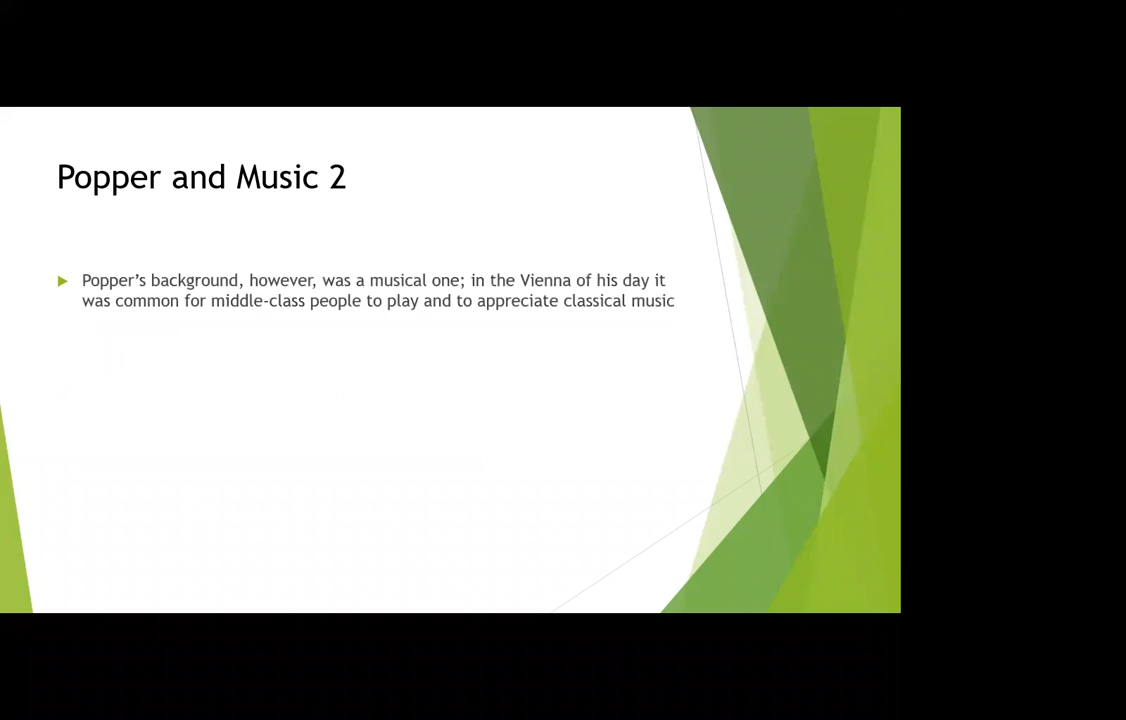 Popper and Music 2
Popper’s background, however, was a musical one; in the Vienna of his day it
was common for middle-class people to play and to appreciate classical music